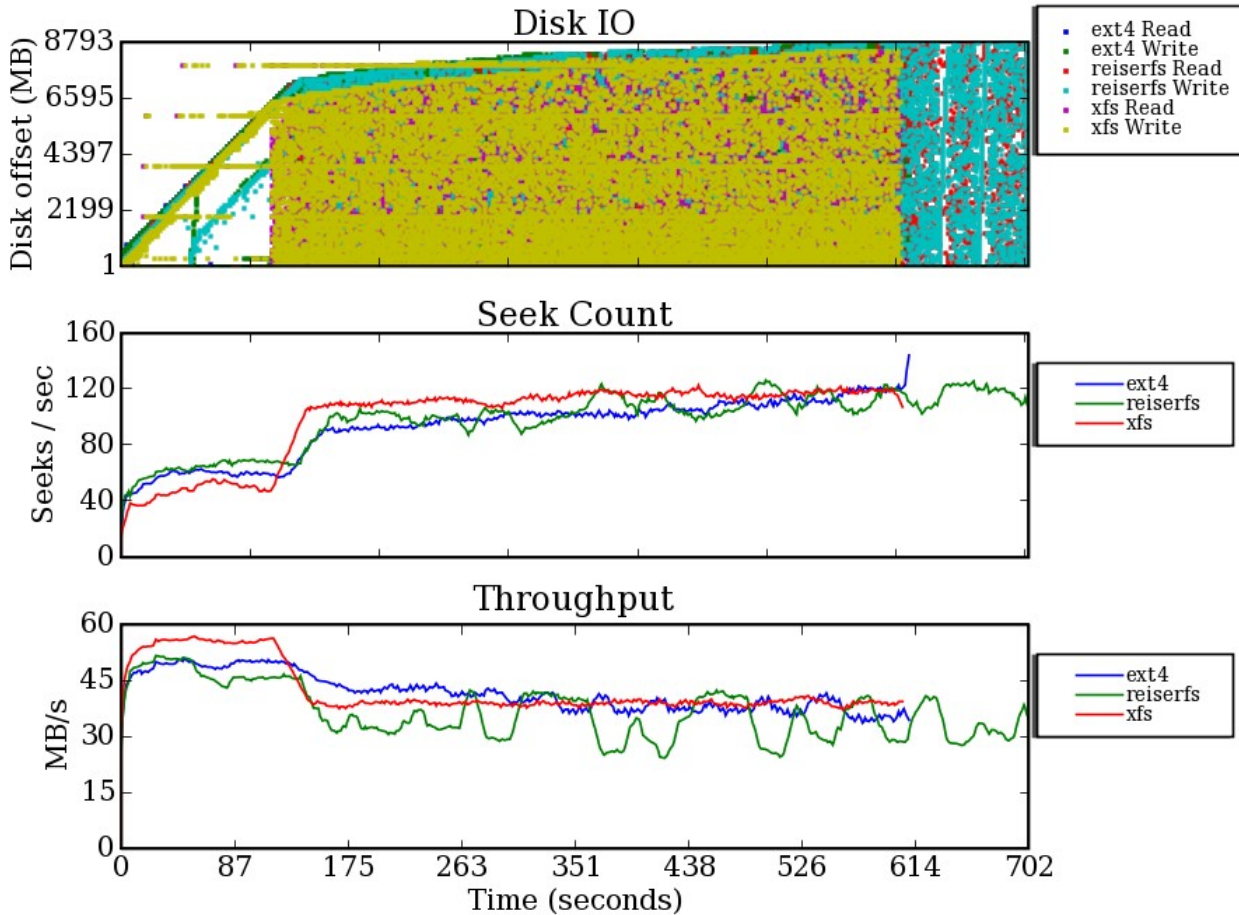 Disk IO
Disk offset (MB)
8793
6595
4397
2199
1
ext4 Read
ext4 Write
reiserfs Read
reiserfs Write
xfs Read
xfs Write
Seek Count
Seeks / sec
160
120
80
40
0
ext4
reiserfs
xfs
Throughput
MB/s
60
45
30
15
0
0 87 175 263 351 438 526 614 702
Time (seconds)
ext4
reiserfs
xfs